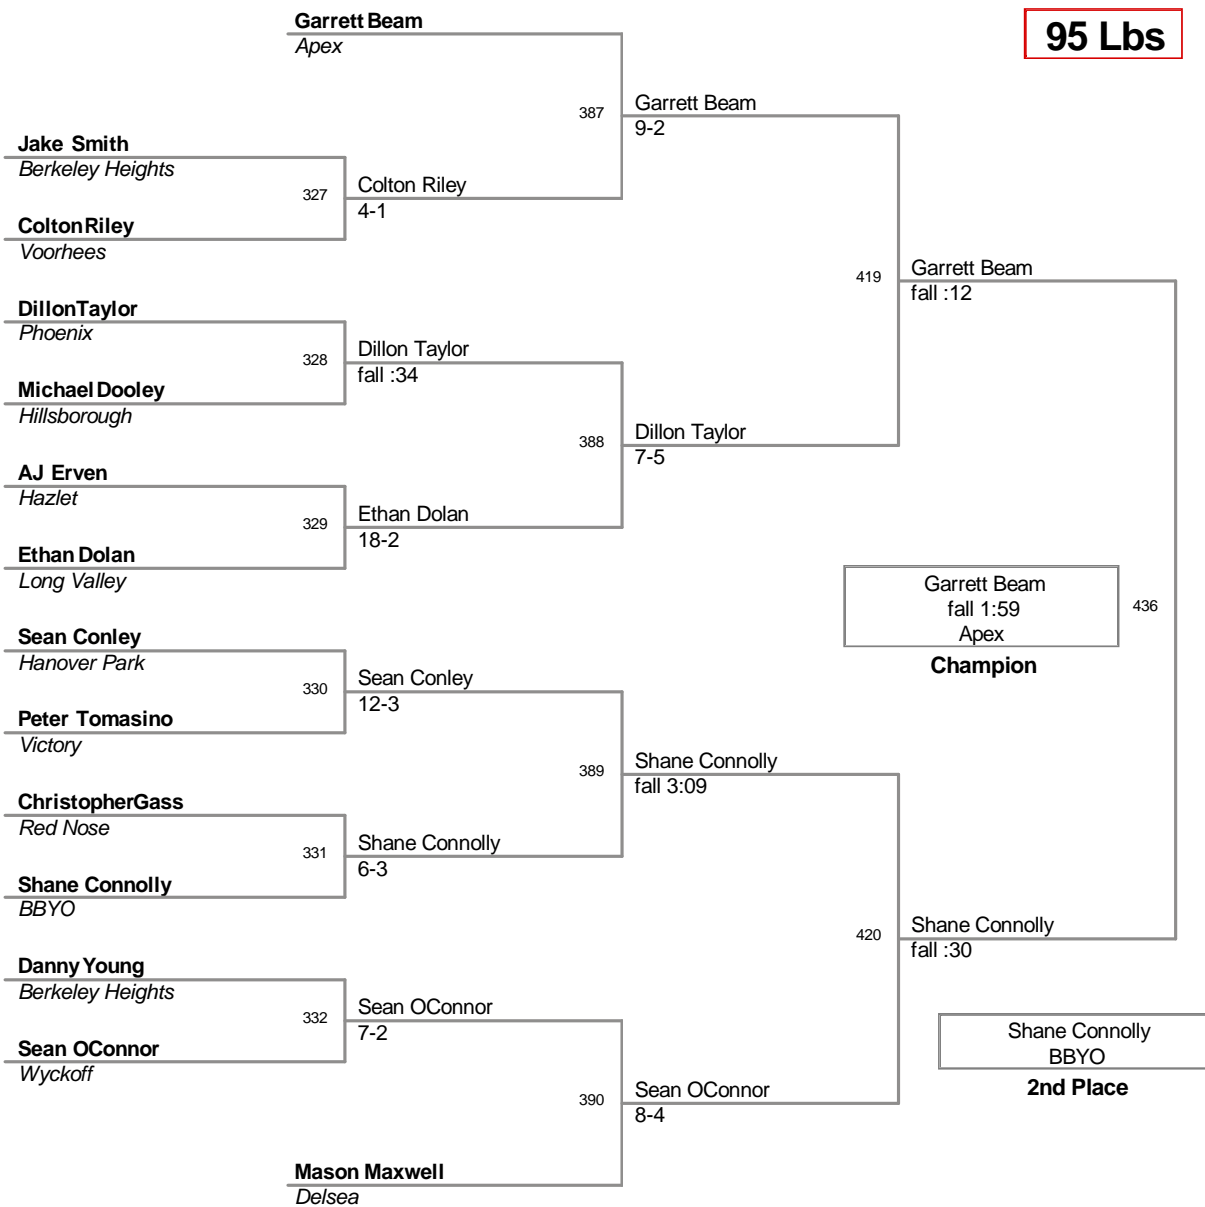 Garrett Beam
Apex
95 Lbs
387
Garrett Beam
9-2
Jake Smith
Berkeley Heights
327
Colton Riley
4-1
Colton Riley
Voorhees
419
Garrett Beam
fall :12
Dillon Taylor
Phoenix
328
Dillon Taylor
fall :34
Michael Dooley
Hillsborough
388
Dillon Taylor
7-5
AJ Erven
Hazlet
329
Ethan Dolan
18-2
Ethan Dolan
Long Valley
Garrett Beam
fall 1:59
Apex
436
Champion
Sean Conley
Hanover Park
330
Sean Conley
12-3
Peter Tomasino
Victory
389
Shane Connolly
fall 3:09
Christopher Gass
Red Nose
331
Shane Connolly
6-3
Shane Connolly
BBYO
420
Shane Connolly
fall :30
Danny Young
Berkeley Heights
332
Sean OConnor
7-2
Sean OConnor
Wyckoff
Shane Connolly
BBYO
2nd Place
390
Sean OConnor
8-4
Mason Maxwell
Delsea